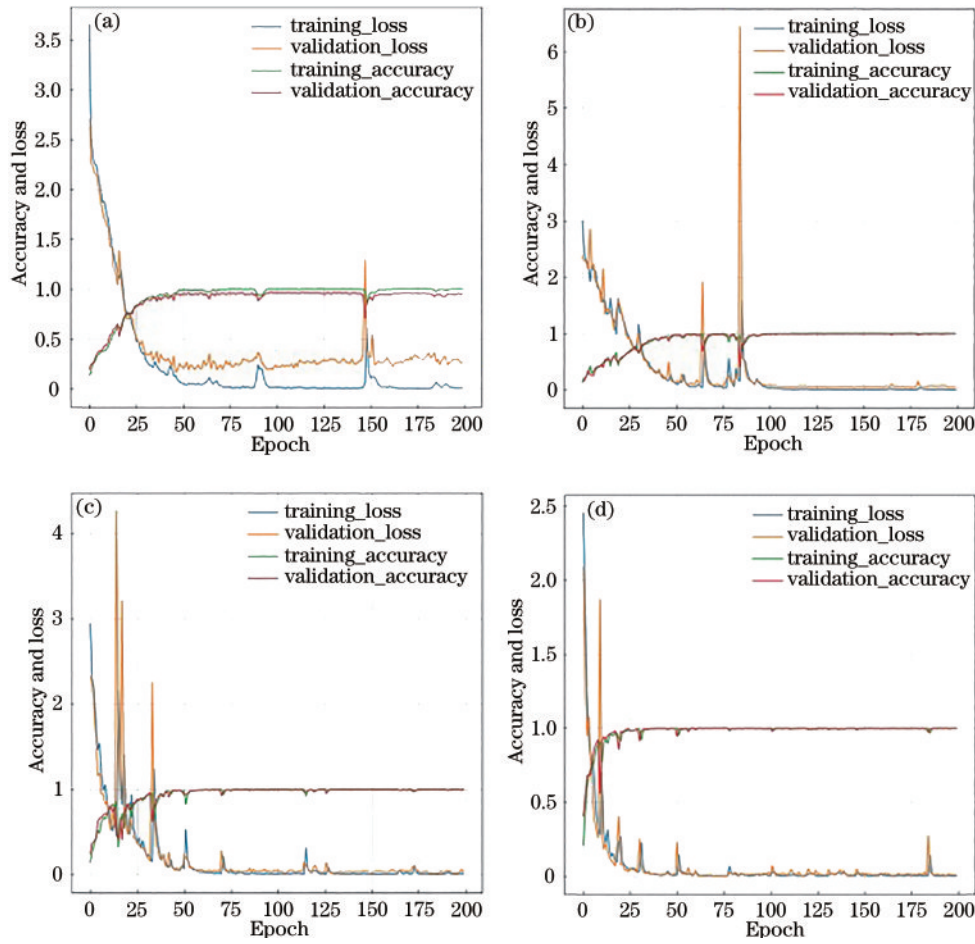 (a)
training_loss
validation_loss
training_accuracy
validation_accuracy
Accuracy and loss
3.5
3.0
2.5
2.0
1.5
1.0
0.5
0
0 25 50 75 100 125 150 175 200
Epoch
(b)
training_loss
validation_loss
training_accuracy
validation_accuracy
Accuracy and loss
6
5
4
3
2
1
0
0 25 50 75 100 125 150 175 200
Epoch
(c)
training_loss
validation_loss
training_accuracy
validation_accuracy
Accuracy and loss
4
3
2
1
0
0 25 50 75 100 125 150 175 200
Epoch
(d)
training_loss
validation_loss
training_accuracy
validation_accuracy
Accuracy and loss
2.5
2.0
1.5
1.0
0.5
0
0 25 50 75 100 125 150 175 200
Epoch